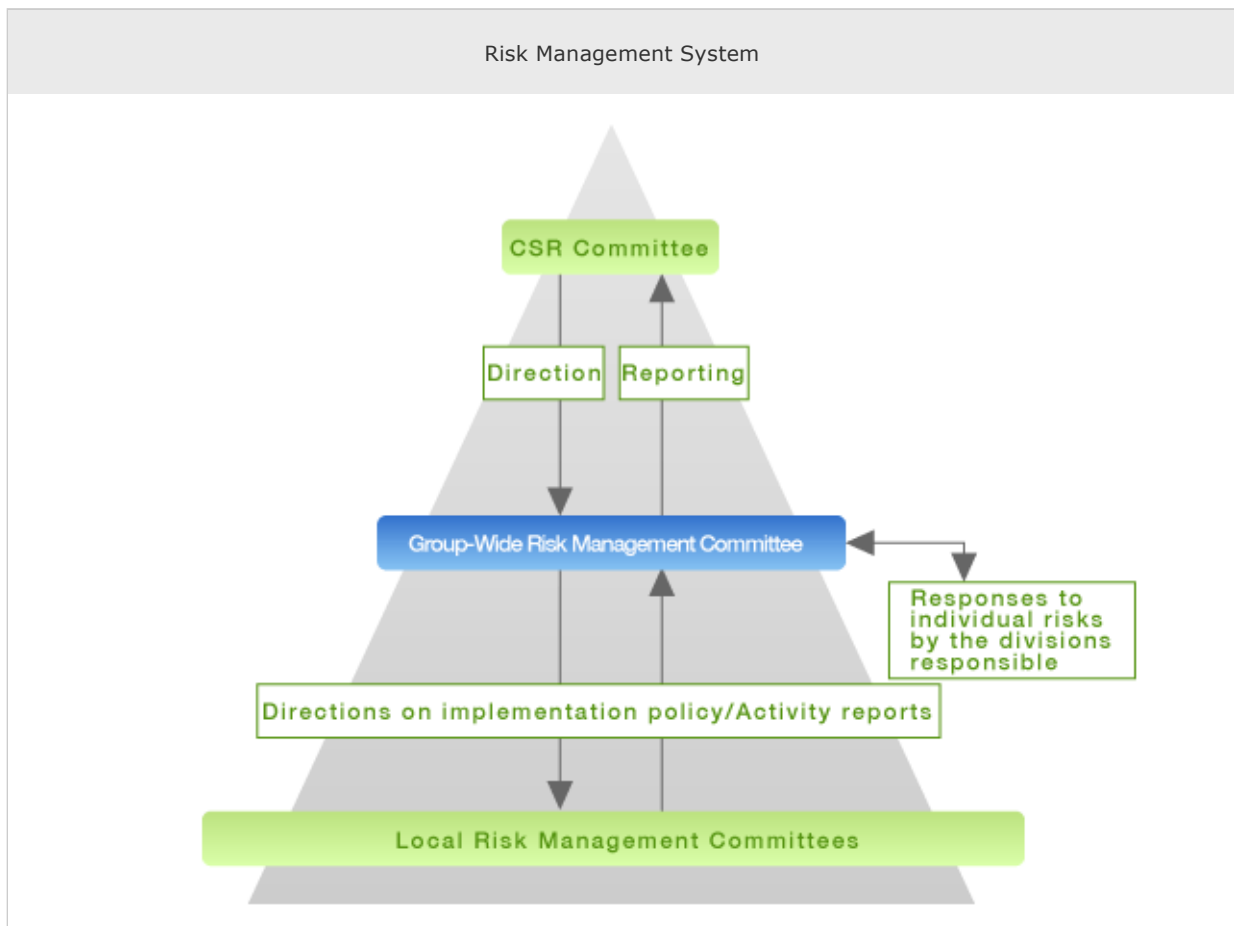 Risk Management System
CSR Committee
Direction
Reporting
Group-Wide Risk Management Committee
Responses to
individual risks
by the divisions
responsible
Directions on implementation policy/Activity reports
Local Risk Management Committees